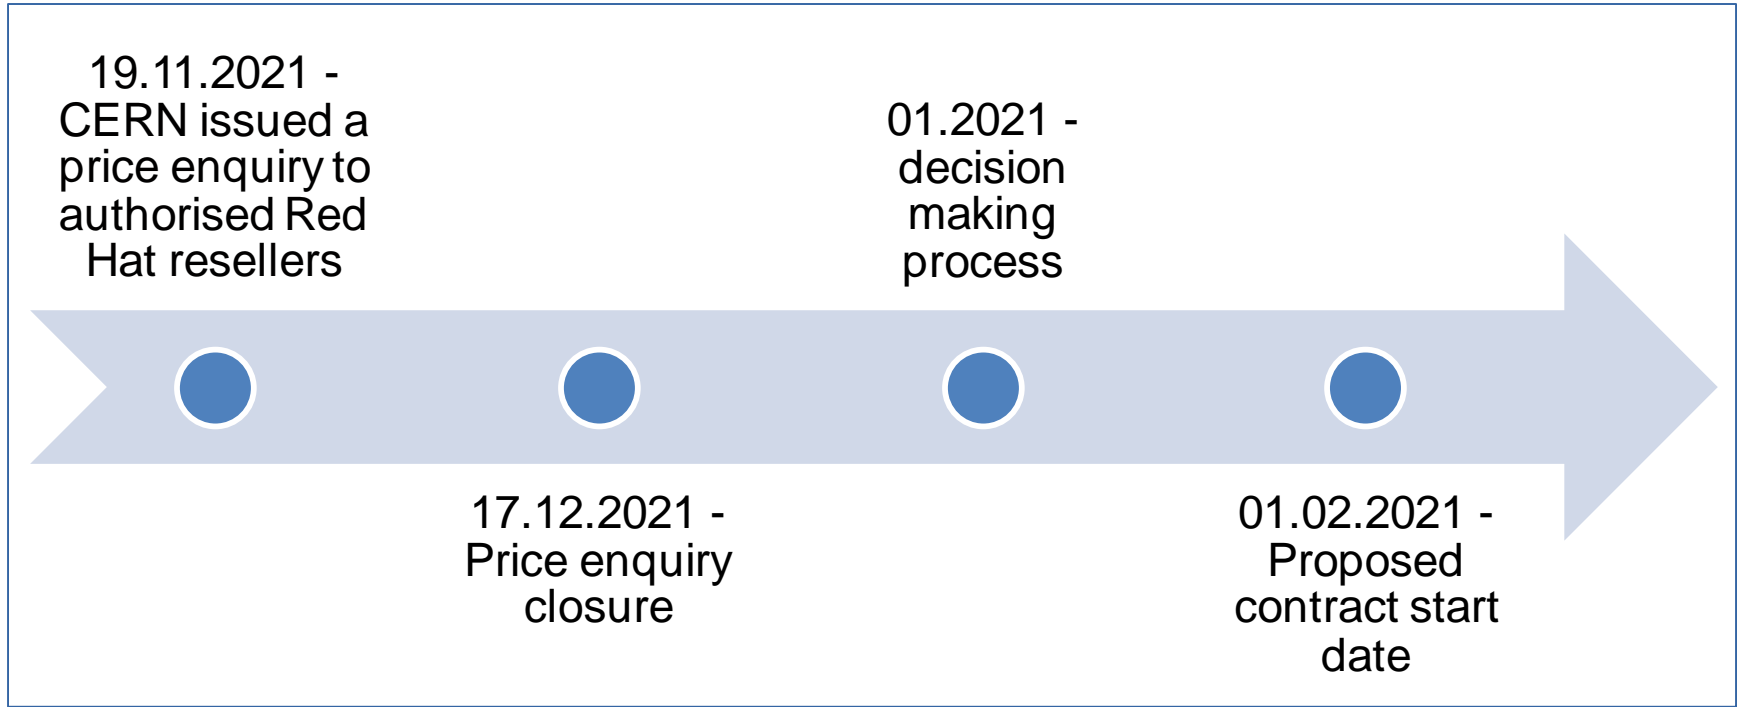 19.11.2021 -
CERN issued a
price enquiry to
authorised Red
Hat resellers
17.12.2021 -
Price enquiry
closure
01.2021 -
decision
making
process
01.02.2021 -
Proposed
contract start
date